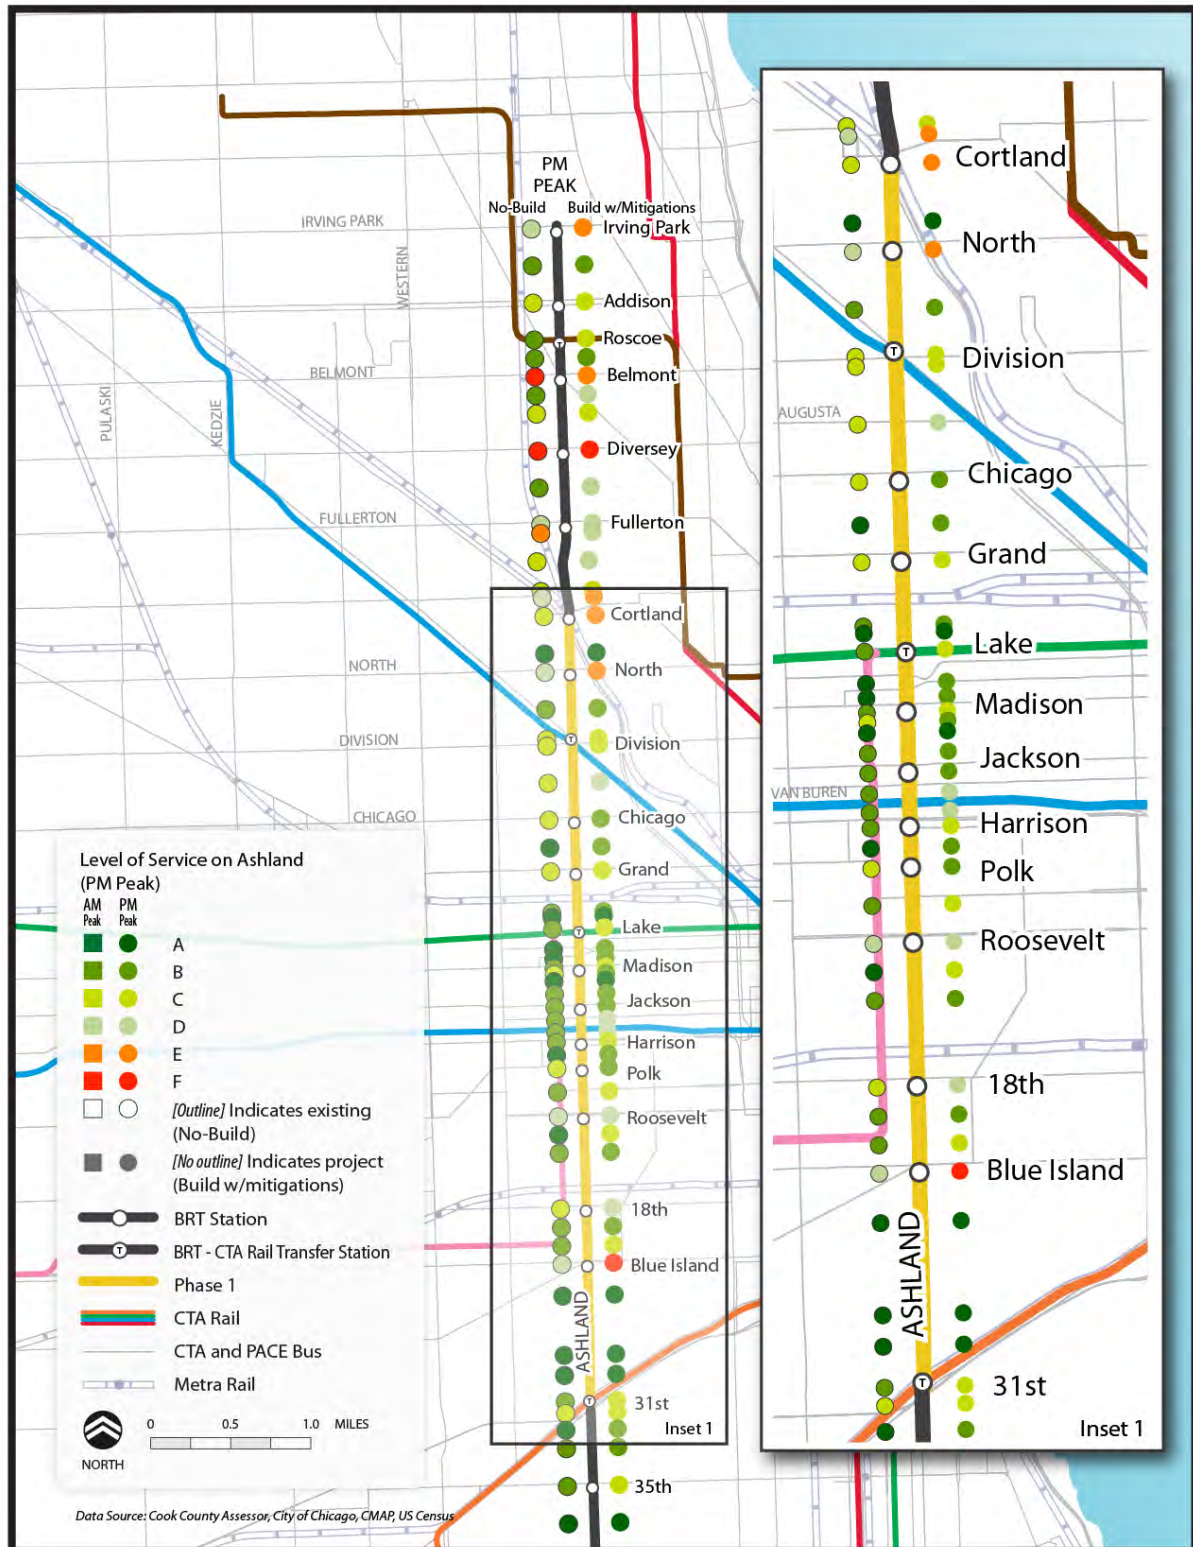 PM
PEAK
No-Build
Build w/Mitigations
IRVING PARK
Irving Park
WESTERN
Addison
Roscoe
BELMONT
Belmont
PULASKI
KEDZIE
Diversey
FULLERTON
Fullerton
Cortland
NORTH
North
DIVISION
Division
CHICAGO
Chicago
Grand
Lake
Madison
Jackson
Harrison
Polk
Roosevelt
18th
Blue Island
ASHLAND
31st
Inset 1
35th
Level of Service on Ashland
(PM Peak)
AM PM
Peak Peak
A
B
C
D
E
F
[Outline] Indicates existing
(No-Build)
[No outline] Indicates project
(Build w/mitigations)
BRT Station
T BRT - CTA Rail Transfer Station
Phase 1
CTA Rail
CTA and PACE Bus
Metra Rail
0 0.5 1.0 MILES
NORTH
Data Source: Cook County Assessor, City of Chicago, CMAP, US Census
Cortland
North
T
Division
AUGUSTA
Chicago
Grand
T
Lake
Madison
Jackson
VAN BUREN
Harrison
Polk
Roosevelt
18th
Blue Island
ASHLAND
T
31st
Inset 1